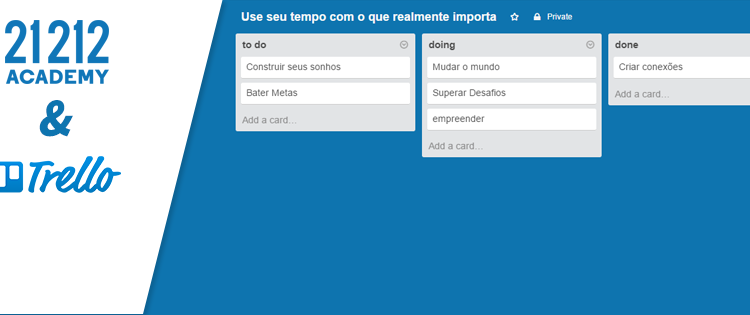 21212
ACADEMY
&
Trello
Use seu tempo com o que realmente importa
Private
to do
Construir seus sonhos
Bater Metas
Add a card...
doing
Mudar o mundo
Superar Desafios
empreender
Add a card...
done
Criar conexões
Add a card...